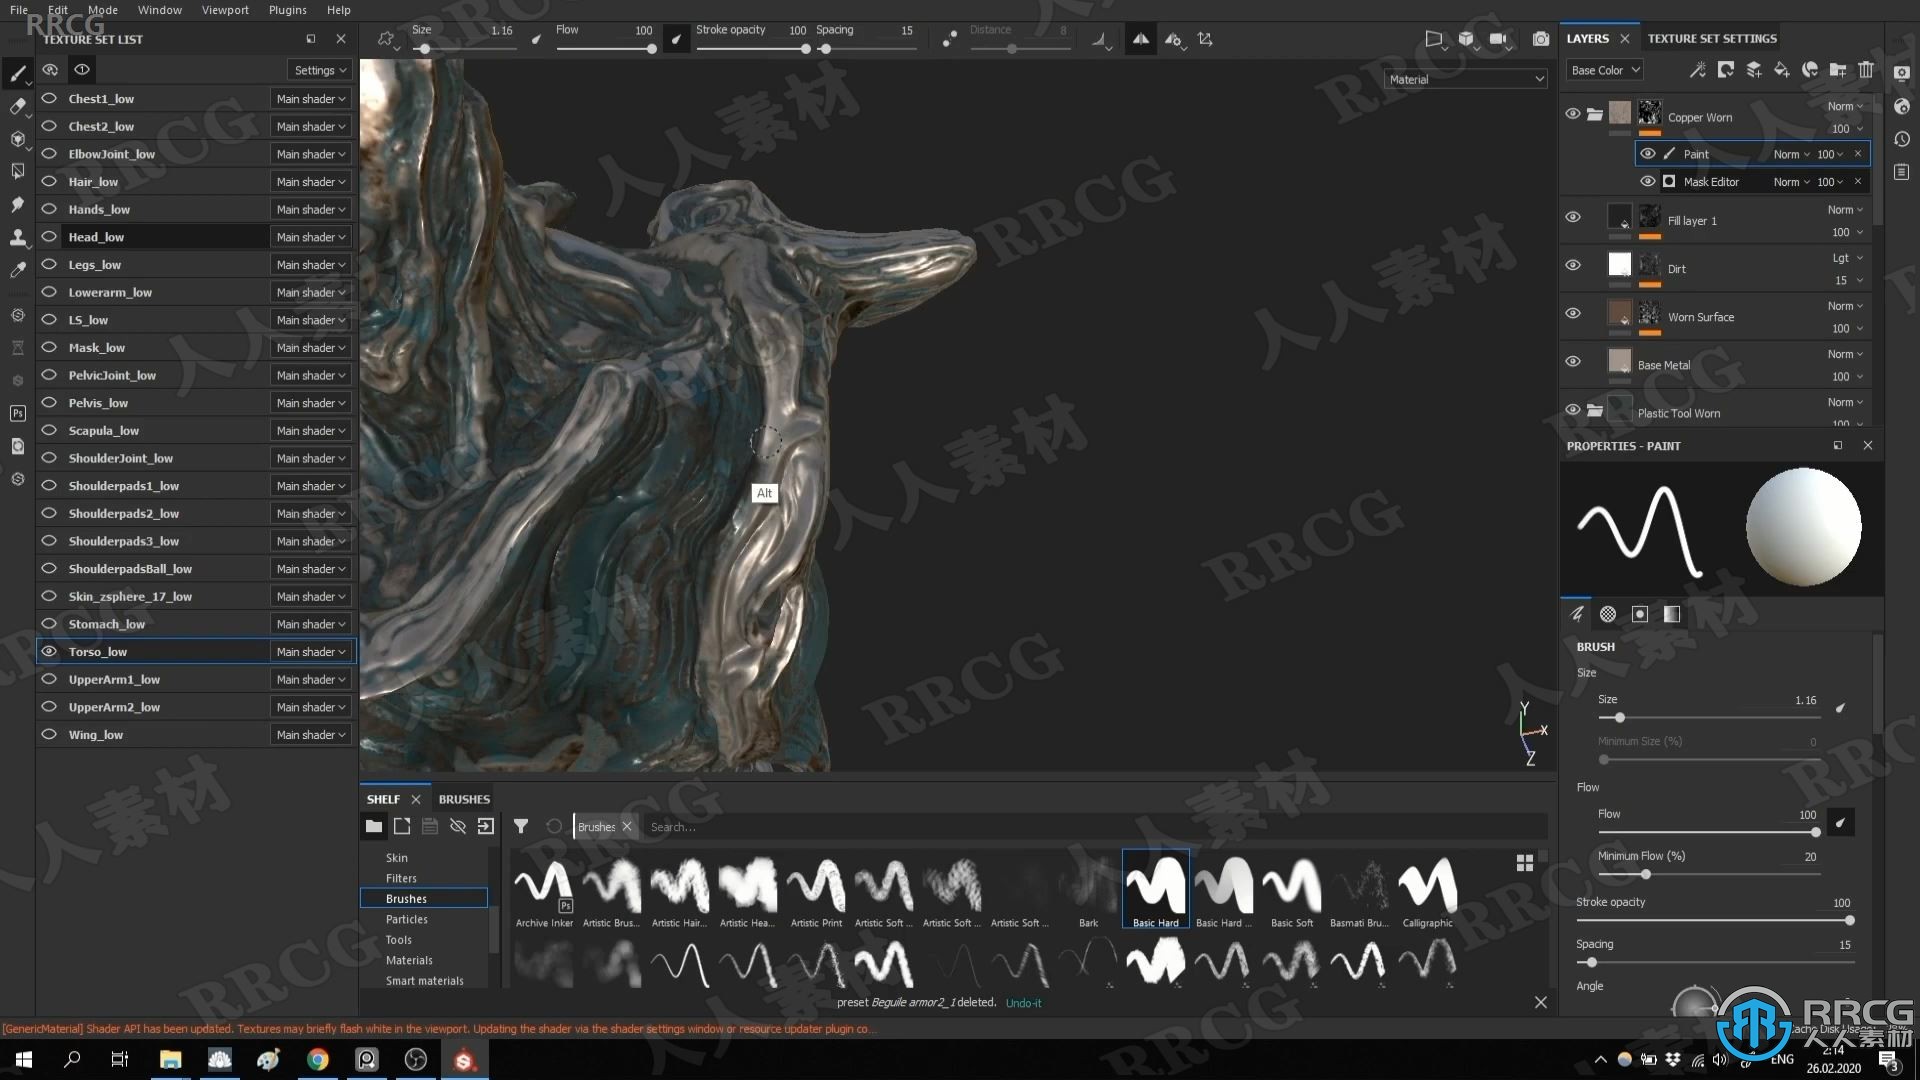 File Edit Mode Window Viewport Plugins Help
RRCG
TEXTURE SET LIST
Settings
Chest1_low Main shader
Chest2_low Main shader
ElbowJoint_low Main shader
Hair_low Main shader
Hands_low Main shader
Head_low Main shader
Legs_low Main shader
Lowerarm_low Main shader
LS_low Main shader
Mask_low Main shader
PelvicJoint_low Main shader
Pelvis_low Main shader
Scapula_low Main shader
ShoulderJoint_low Main shader
Shoulderpads1_low Main shader
Shoulderpads2_low Main shader
Shoulderpads3_low Main shader
ShoulderpadsBall_low Main shader
Skin_zsphere_17_low Main shader
Stomach_low Main shader
Torso_low Main shader
UpperArm1_low Main shader
UpperArm2_low Main shader
Wing_low Main shader
Size 1.16 Flow 100 Stroke opacity 100 Spacing 15 Distance 8
Material
Alt
Y
X
Z
LAYERS TEXTURE SET SETTINGS
Base Color
Copper Worn Norm 100
Paint Norm 100
Mask Editor Norm 100
Fill layer 1 Norm 100
Dirt Lgt 15
Worn Surface Norm 100
Base Metal Norm 100
Plastic Tool Worn Norm 100
PROPERTIES - PAINT
BRUSH
Size
Size 1.16
Minimum Size (%) 0
Flow
Flow 100
Minimum Flow (%) 20
Stroke opacity 100
Spacing 15
Angle
SHELF BRUSHES
Brushes Search...
Skin
Filters
Brushes
Particles
Tools
Materials
Smart materials
Ps
Ps
Archive Inker Artistic Brus... Artistic Hair... Artistic Hea... Artistic Print Artistic Soft ... Artistic Soft ... Artistic Soft ... Bark Basic Hard Basic Hard ... Basic Soft Basmati Bru... Calligraphic
preset Beguile armor2_1 deleted. Undo-it
[GenericMaterial] Shader API has been updated. Textures may briefly flash white in the viewport. Updating the shader via the shader settings window or resource updater plugin co...
RRCG
人人素材
ENG
2:14
26.02.2020
3
RRCG
人人素材